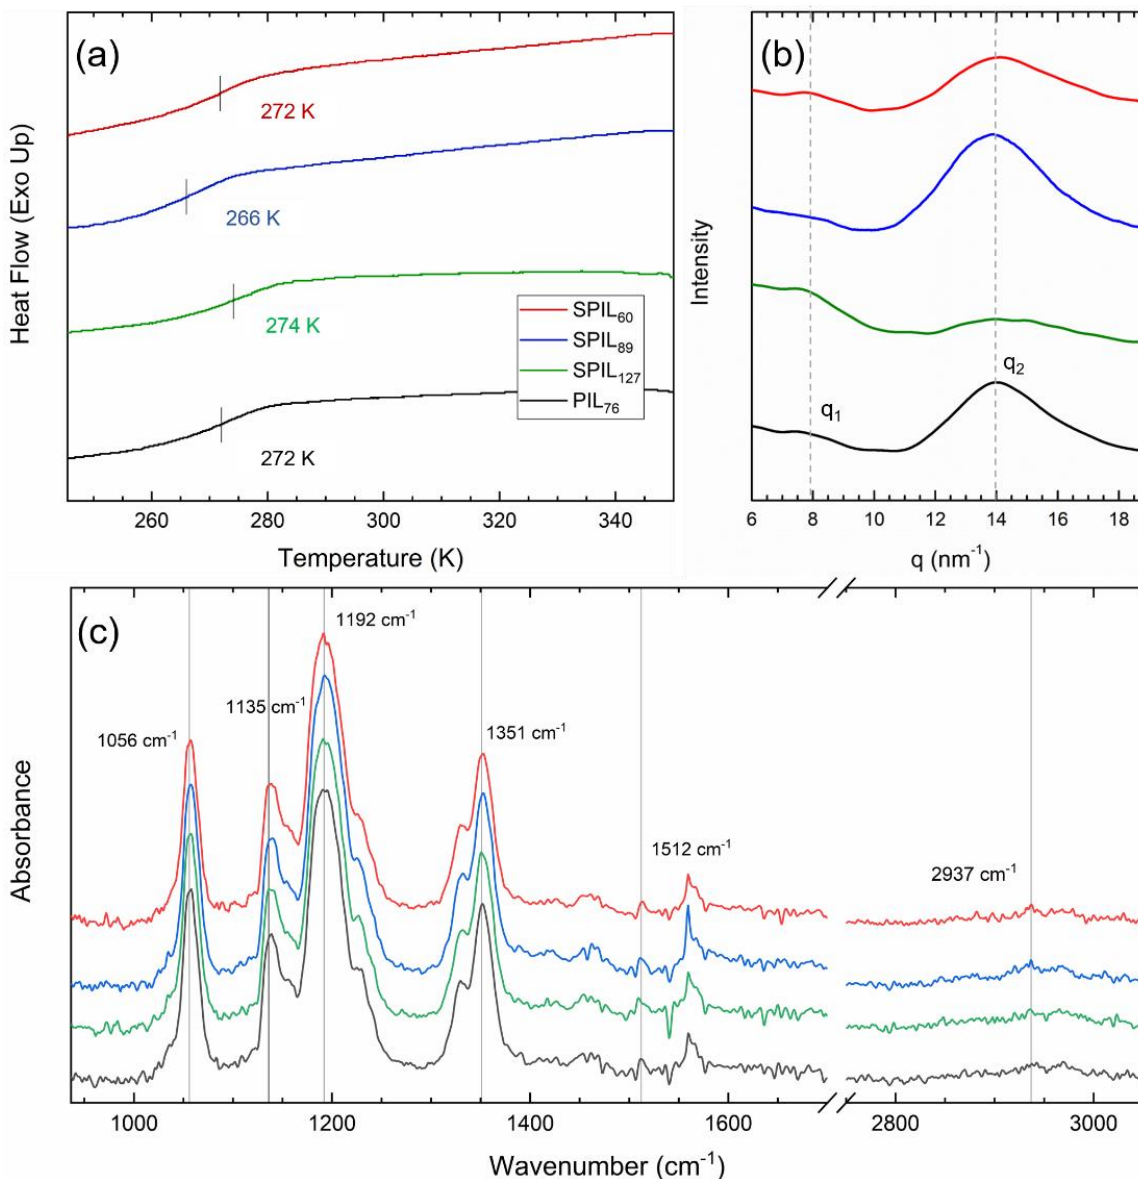 (a)
272 K
266 K
274 K
272 K
SPIL₆₀
SPIL₈₉
SPIL₁₂₇
PIL₇₆
Heat Flow (Exo Up)
260 280 300 320 340
Temperature (K)
(b)
q₁
q₂
Intensity
6 8 10 12 14 16 18
q (nm⁻¹)
(c)
1056 cm⁻¹
1135 cm⁻¹
1192 cm⁻¹
1351 cm⁻¹
1512 cm⁻¹
2937 cm⁻¹
Absorbance
1000 1200 1400 1600 2800 3000
Wavenumber (cm⁻¹)